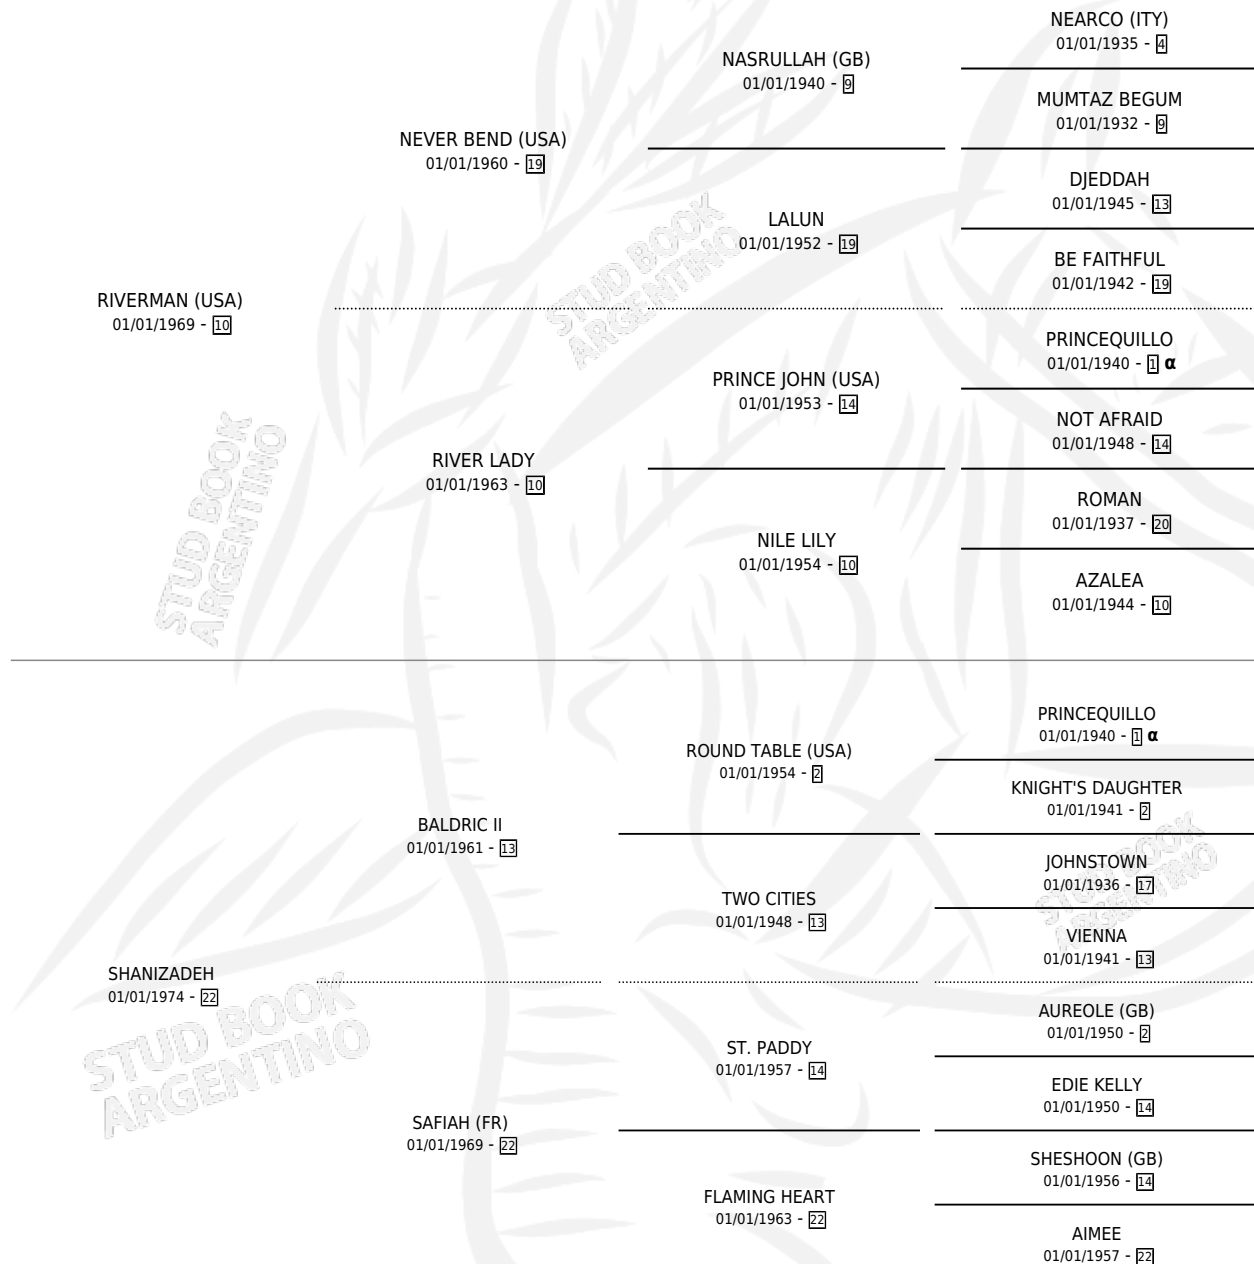 NEARCO (ITY)
01/01/1935 - 4
NASRULLAH (GB)
01/01/1940 - 9
MUMTAZ BEGUM
01/01/1932 - 9
NEVER BEND (USA)
01/01/1960 - 19
DJEDDAH
01/01/1945 - 13
LALUN
01/01/1952 - 19
BE FAITHFUL
01/01/1942 - 19
RIVERMAN (USA)
01/01/1969 - 10
PRINCEQUILLO
01/01/1940 - 1 α
PRINCE JOHN (USA)
01/01/1953 - 14
NOT AFRAID
01/01/1948 - 14
RIVER LADY
01/01/1963 - 10
ROMAN
01/01/1937 - 20
NILE LILY
01/01/1954 - 10
AZALEA
01/01/1944 - 10
PRINCEQUILLO
01/01/1940 - 1 α
ROUND TABLE (USA)
01/01/1954 - 2
KNIGHT'S DAUGHTER
01/01/1941 - 2
BALDRIC II
01/01/1961 - 13
JOHNSTOWN
01/01/1936 - 17
TWO CITIES
01/01/1948 - 13
VIENNA
01/01/1941 - 13
SHANIZADEH
01/01/1974 - 22
AUREOLE (GB)
01/01/1950 - 2
ST. PADDY
01/01/1957 - 14
EDIE KELLY
01/01/1950 - 14
SAFIAH (FR)
01/01/1969 - 22
SHESHOON (GB)
01/01/1956 - 14
FLAMING HEART
01/01/1963 - 22
AIMEE
01/01/1957 - 22
STUD BOOK
ARGENTINO
STUD BOOK
ARGENTINO
STUD BOOK
ARGENTINO
STUD BOOK
ARGENTINO